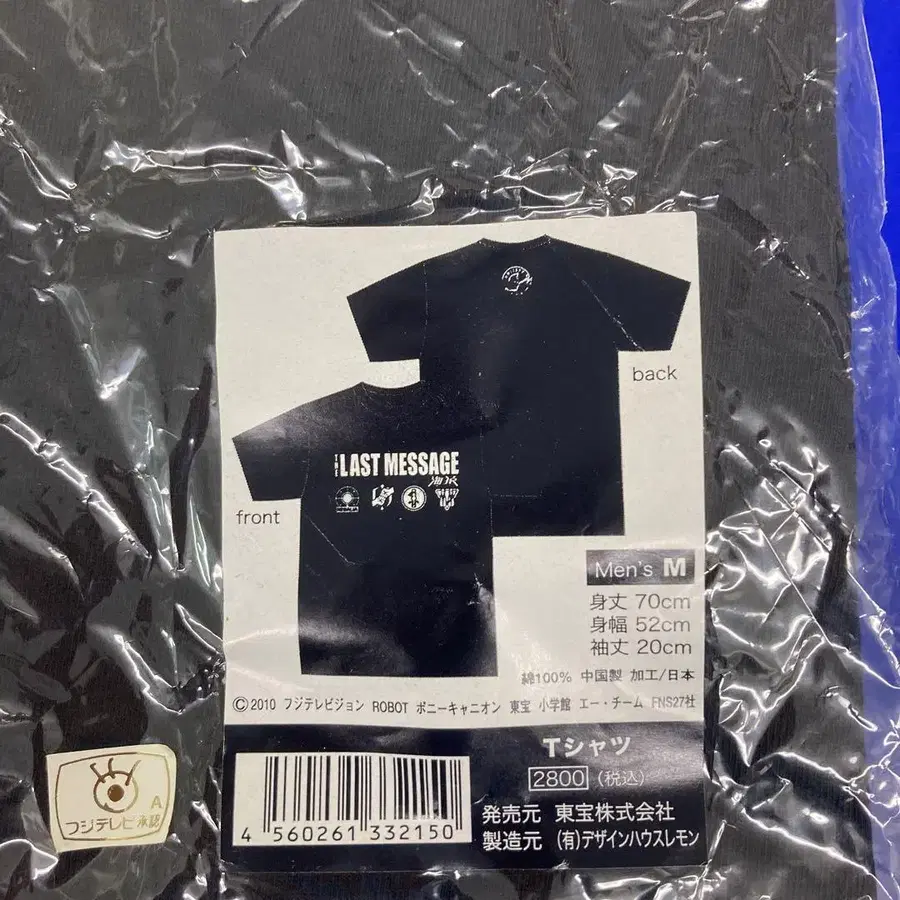 back
THE LAST MESSAGE
海猿
front
Men's M
身丈 70cm
身幅 52cm
袖丈 20cm
綿100% 中国製 加工/日本
©2010 フジテレビジョン ROBOT ポニーキャニオン 東宝 小学館 エー・チーム FNS27社
Tシャツ
2800 (税込)
発売元 東宝株式会社
製造元 (有)デザインハウスレモン
4 560261 332150
A
フジテレビ承認